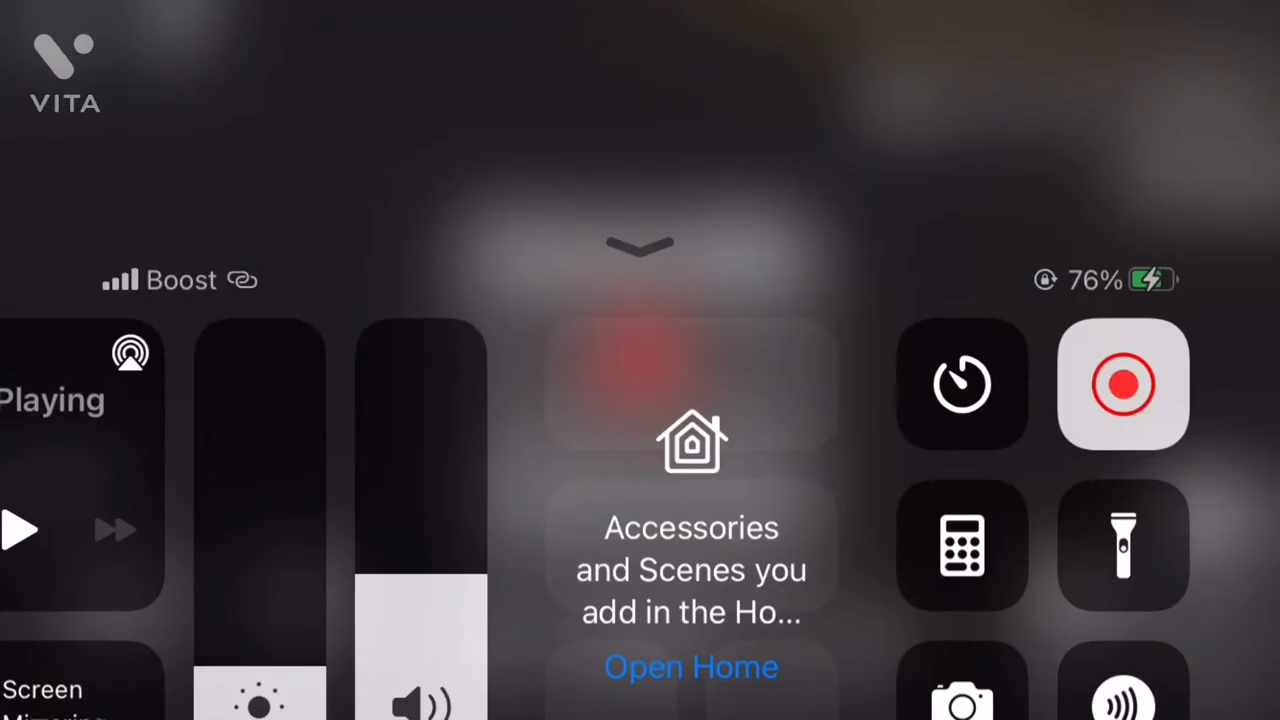 VITA
Boost
76%
Playing
Accessories
and Scenes you
add in the Ho...
Open Home
Screen